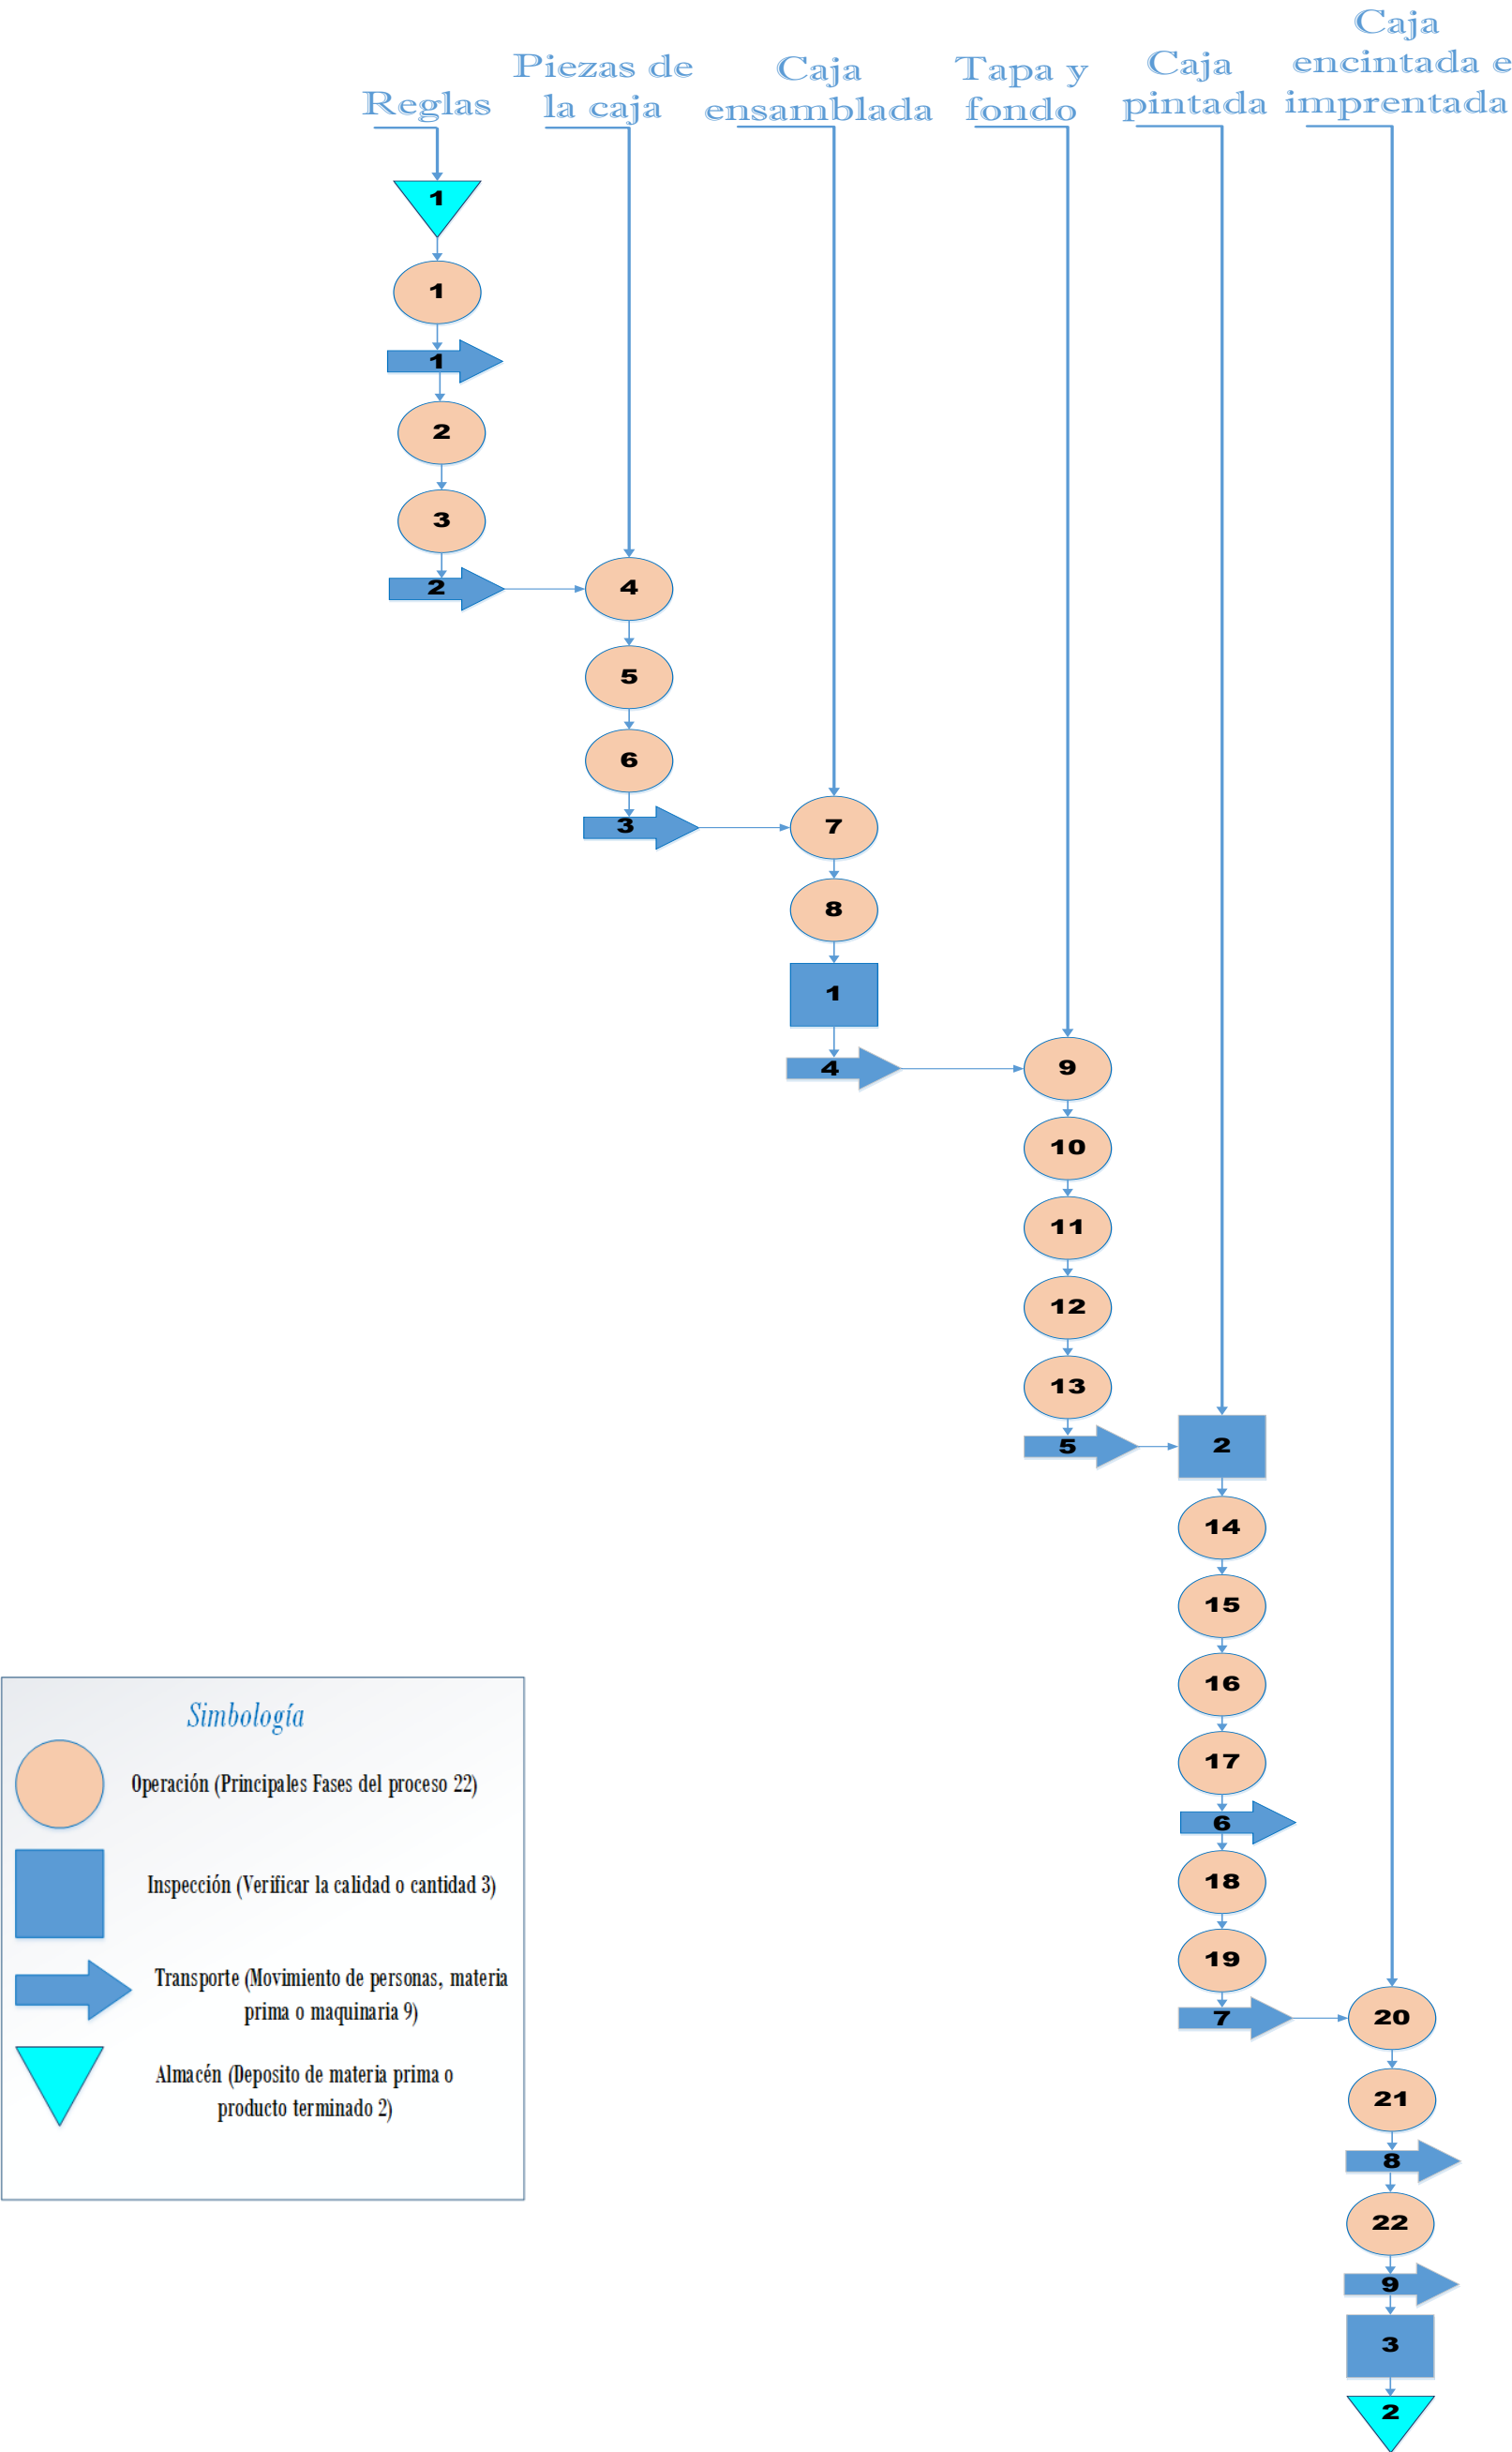 Reglas
Piezas de
la caja
Caja
ensamblada
Tapa y
fondo
Caja
pintada
Caja
encintada e
imprentada
1
1
1
2
3
2
4
5
6
3
7
8
1
4
9
10
11
12
13
5
2
14
15
16
17
6
18
19
7
20
21
8
22
9
3
2
Simbología
Operación (Principales Fases del proceso 22)
Inspección (Verificar la calidad o cantidad 3)
Transporte (Movimiento de personas, materia
prima o maquinaria 9)
Almacén (Deposito de materia prima o
producto terminado 2)